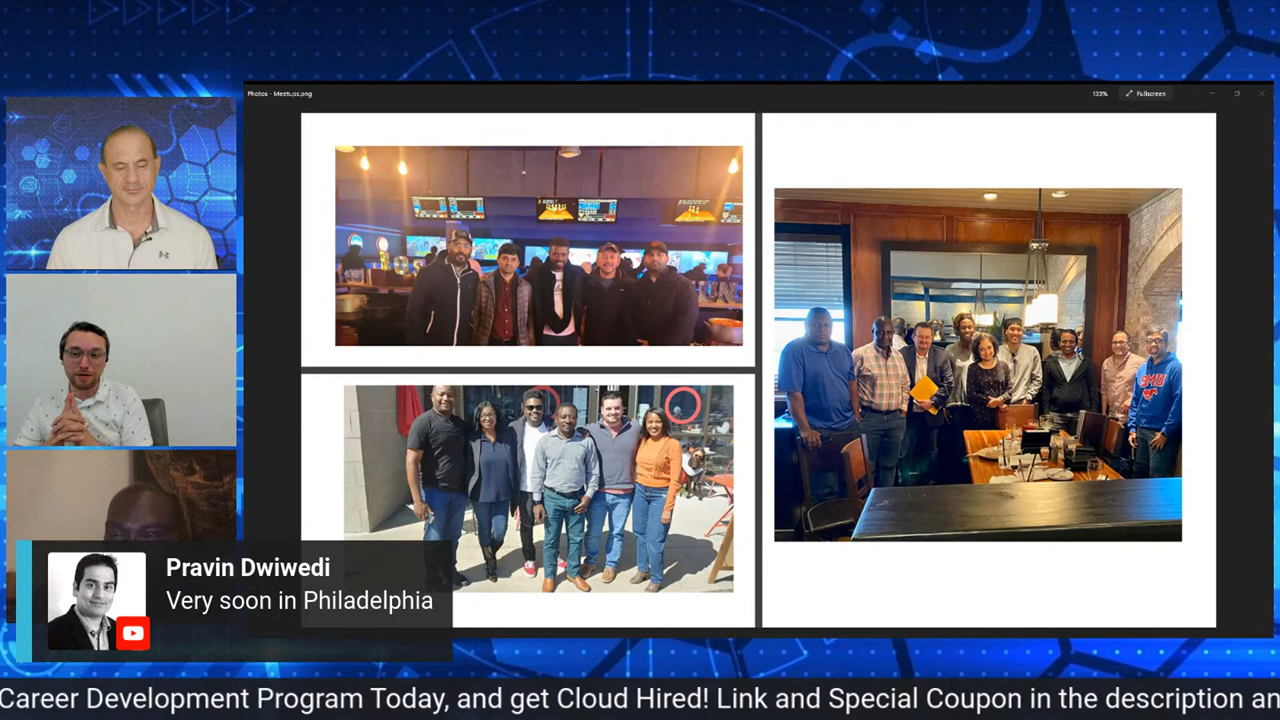 Photos - Meetups.png
133%
Fullscreen
SMU
Pravin Dwiwedi
Very soon in Philadelphia
Career Development Program Today, and get Cloud Hired! Link and Special Coupon in the description an